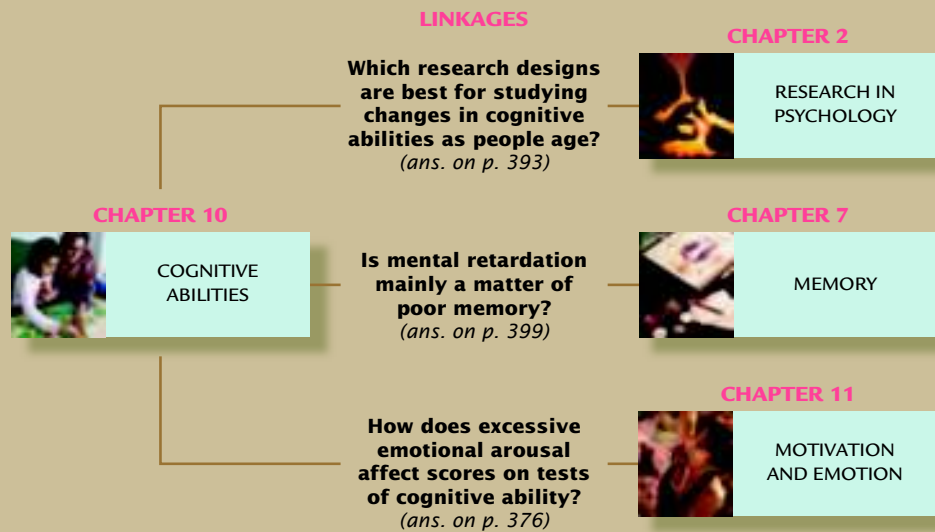 LINKAGES
Which research designs
are best for studying
changes in cognitive
abilities as people age?
(ans. on p. 393)
CHAPTER 2
RESEARCH IN
PSYCHOLOGY
CHAPTER 10
COGNITIVE
ABILITIES
Is mental retardation
mainly a matter of
poor memory?
(ans. on p. 399)
CHAPTER 7
MEMORY
How does excessive
emotional arousal
affect scores on tests
of cognitive ability?
(ans. on p. 376)
CHAPTER 11
MOTIVATION
AND EMOTION